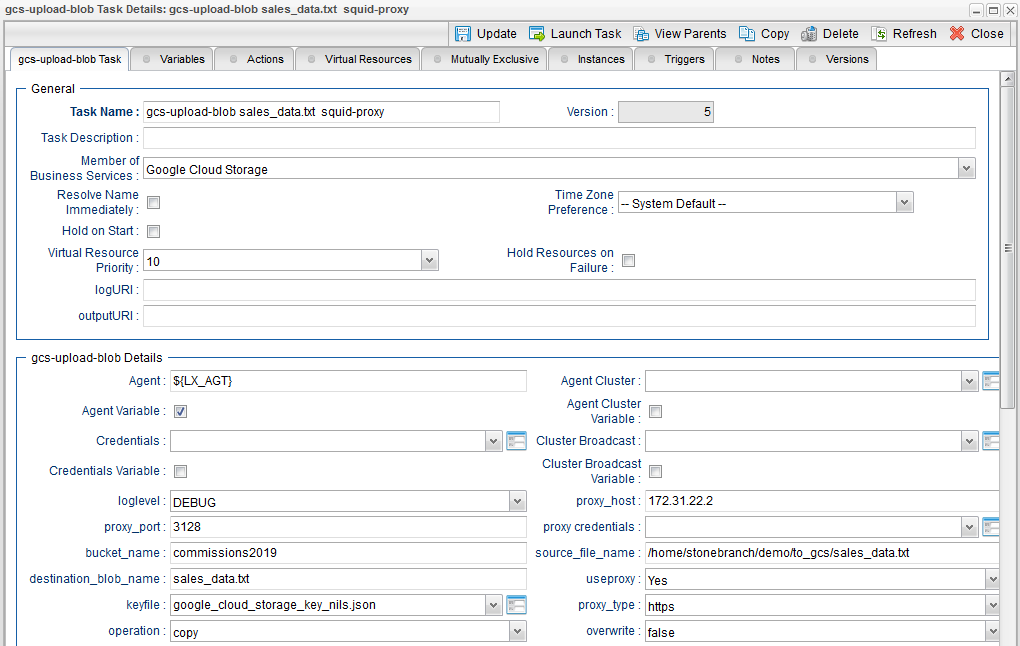 gcs-upload-blob Task Details: gcs-upload-blob sales_data.txt  squid-proxy
Update Launch Task View Parents Copy Delete Refresh Close
gcs-upload-blob Task Variables Actions Virtual Resources Mutually Exclusive Instances Triggers Notes Versions
General
Task Name : gcs-upload-blob sales_data.txt  squid-proxy Version : 5
Task Description :
Member of
Business Services : Google Cloud Storage
Resolve Name
Immediately :
Time Zone
Preference : -- System Default --
Hold on Start :
Virtual Resource
Priority : 10
Hold Resources on
Failure :
logURI :
outputURI :
gcs-upload-blob Details
Agent : ${LX_AGT} Agent Cluster :
Agent Variable :
Agent Cluster
Variable :
Credentials : Cluster Broadcast :
Credentials Variable :
Cluster Broadcast
Variable :
loglevel : DEBUG proxy_host : 172.31.22.2
proxy_port : 3128 proxy credentials :
bucket_name : commissions2019 source_file_name : /home/stonebranch/demo/to_gcs/sales_data.txt
destination_blob_name : sales_data.txt useproxy : Yes
keyfile : google_cloud_storage_key_nils.json proxy_type : https
operation : copy overwrite : false